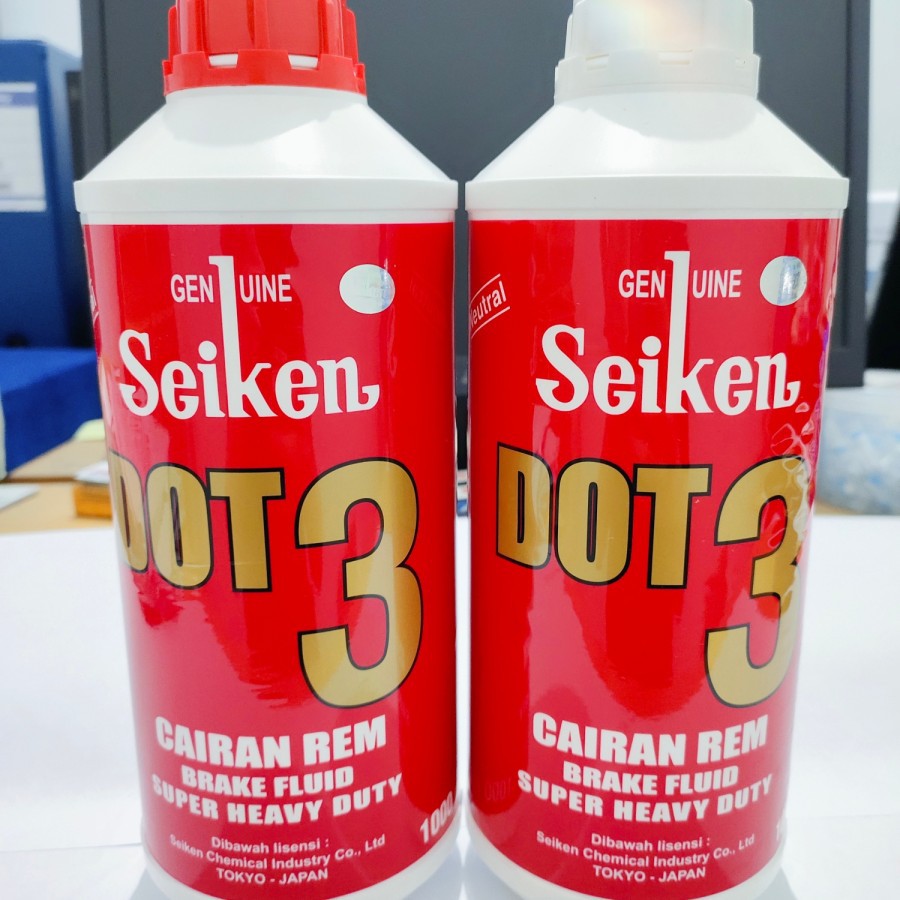 GENUINE
Seiken
DOT 3
CAIRAN REM
BRAKE FLUID
SUPER HEAVY DUTY
1000
Dibawah lisensi :
Seiken Chemical Industry Co., Ltd
TOKYO - JAPAN
Neutral
GENUINE
Seiken
DOT 3
CAIRAN REM
BRAKE FLUID
SUPER HEAVY DUTY
Dibawah lisensi :
Seiken Chemical Industry Co., Ltd
TOKYO - JAPAN